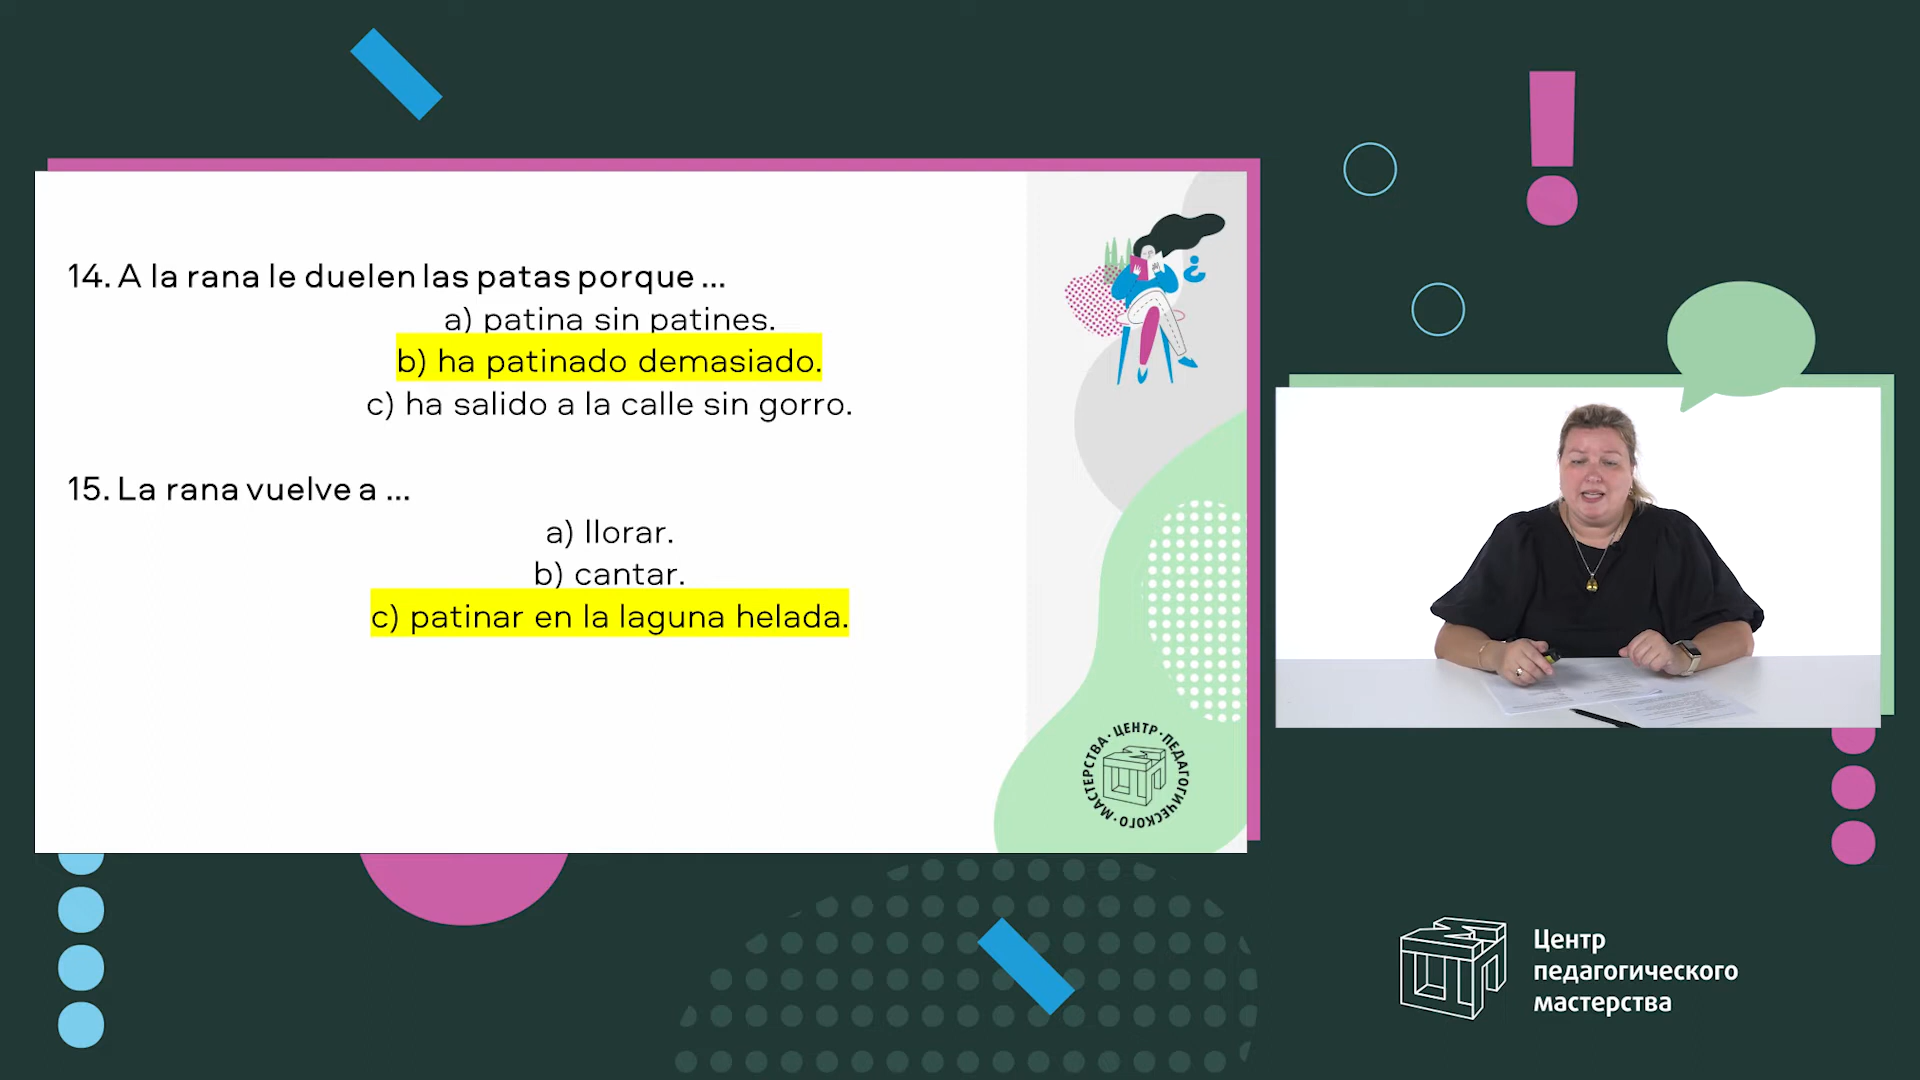 14. A la rana le duelen las patas porque ...
a) patina sin patines.
b) ha patinado demasiado.
c) ha salido a la calle sin gorro.
15. La rana vuelve a ...
a) llorar.
b) cantar.
c) patinar en la laguna helada.
ЦЕНТР · ПЕДАГОГИЧЕСКОГО · МАСТЕРСТВА ·
Центр
педагогического
мастерства